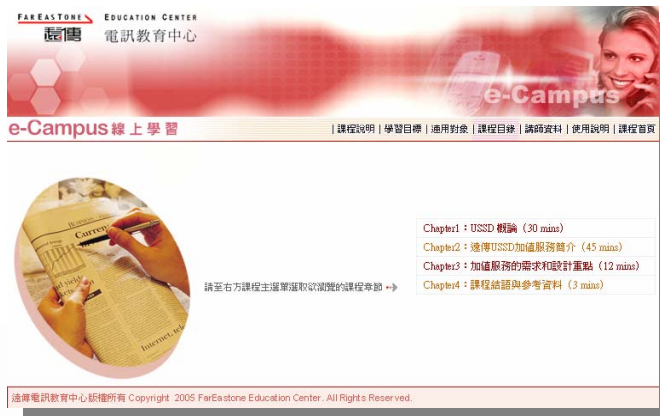 FAREASTONE EDUCATION CENTER
遠傳 電訊教育中心
e-Campus
e-Campus 線上學習
|課程說明|學習目標|適用對象|課程目錄|講師資料|使用說明|課程首頁
Business
Curren
Internet, tel
Chapter1：USSD 概論（30 mins）
Chapter2：遠傳USSD加值服務簡介（45 mins）
Chapter3：加值服務的需求和設計重點（12 mins）
Chapter4：課程結語與參考資料（3 mins）
請至右方課程主選單選取欲瀏覽的課程章節
遠傳電訊教育中心版權所有 Copyright 2005 FarEastone Education Center. All Rights Reserved.